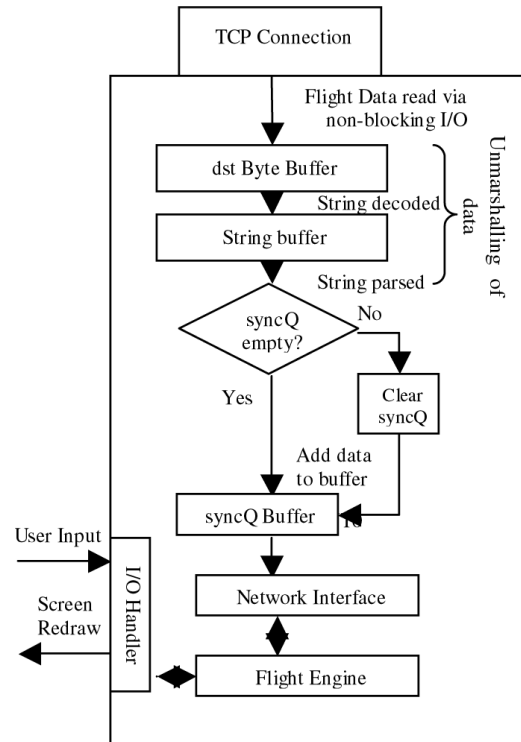 TCP Connection
Flight Data read via
non-blocking I/O
dst Byte Buffer
String decoded
String buffer
String parsed
Unmarshalling of
data
syncQ
empty?
No
Yes
Clear
syncQ
Add data
to buffer
syncQ Buffer
User Input
I/O Handler
Screen
Redraw
Network Interface
Flight Engine